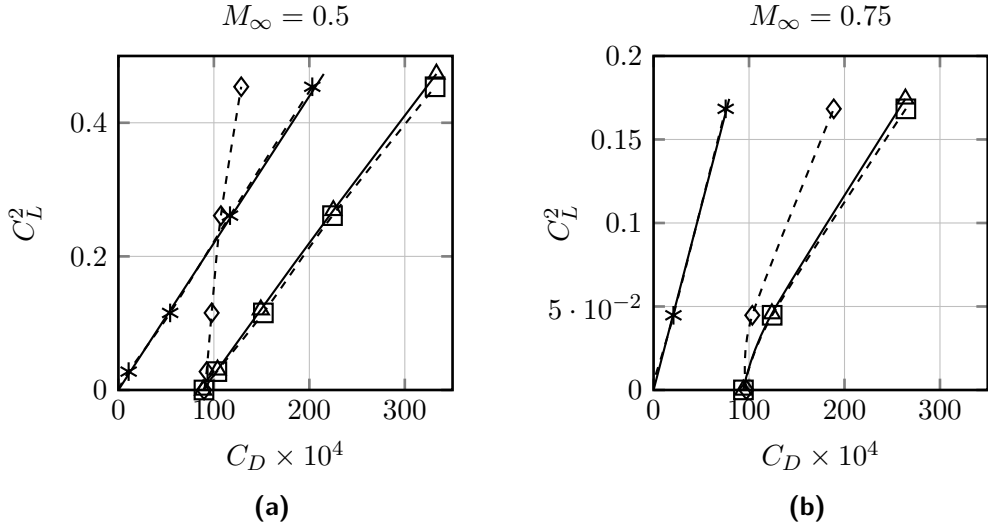 M∞ = 0.5
0.4
0.2
0
C_L^2
0 100 200 300
C_D × 10^4
(a)
M∞ = 0.75
0.2
0.15
0.1
5 · 10^−2
0
C_L^2
0 100 200 300
C_D × 10^4
(b)